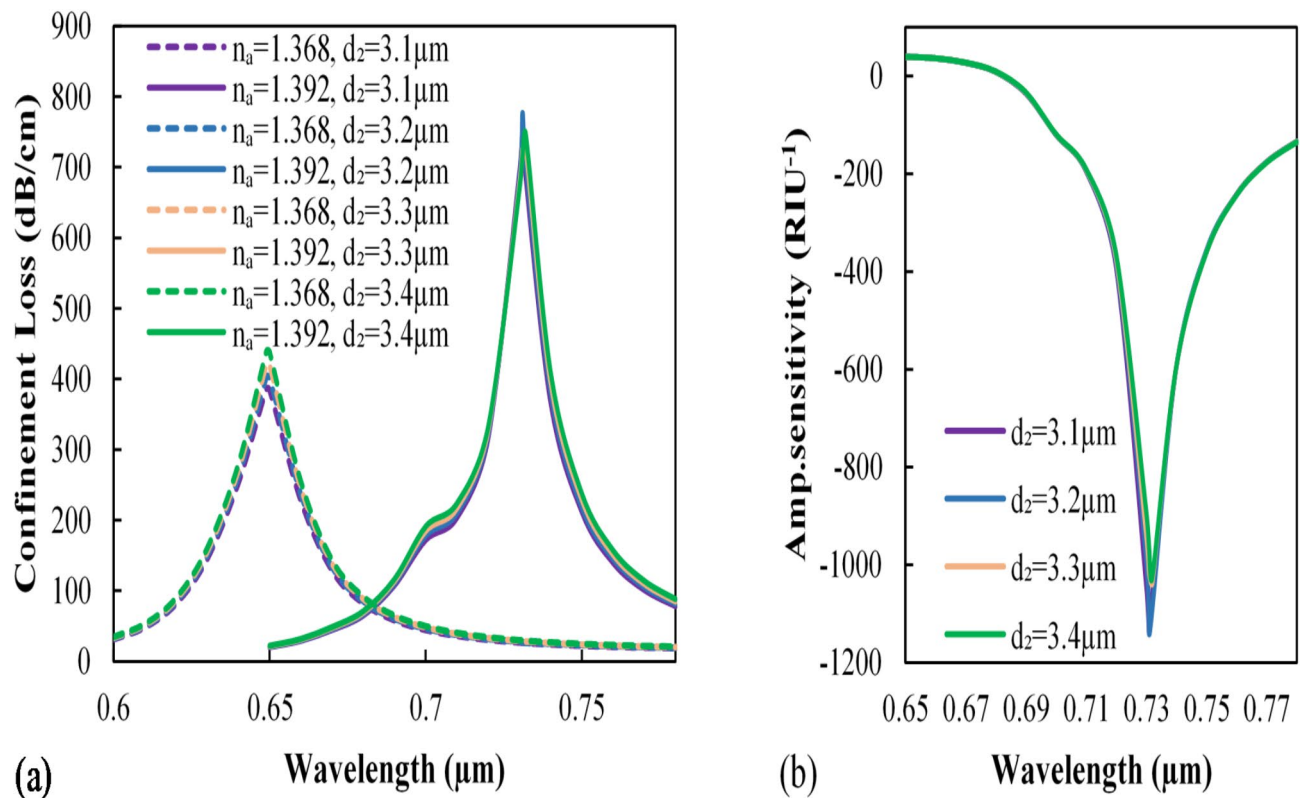 900
800
700
600
500
400
300
200
100
0
Confinement Loss (dB/cm)
nₐ=1.368, d₂=3.1µm
nₐ=1.392, d₂=3.1µm
nₐ=1.368, d₂=3.2µm
nₐ=1.392, d₂=3.2µm
nₐ=1.368, d₂=3.3µm
nₐ=1.392, d₂=3.3µm
nₐ=1.368, d₂=3.4µm
nₐ=1.392, d₂=3.4µm
0.6 0.65 0.7 0.75
Wavelength (µm)
(a)
0
-200
-400
-600
-800
-1000
-1200
Amp.sensitivity (RIU⁻¹)
d₂=3.1µm
d₂=3.2µm
d₂=3.3µm
d₂=3.4µm
0.65 0.67 0.69 0.71 0.73 0.75 0.77
Wavelength (µm)
(b)